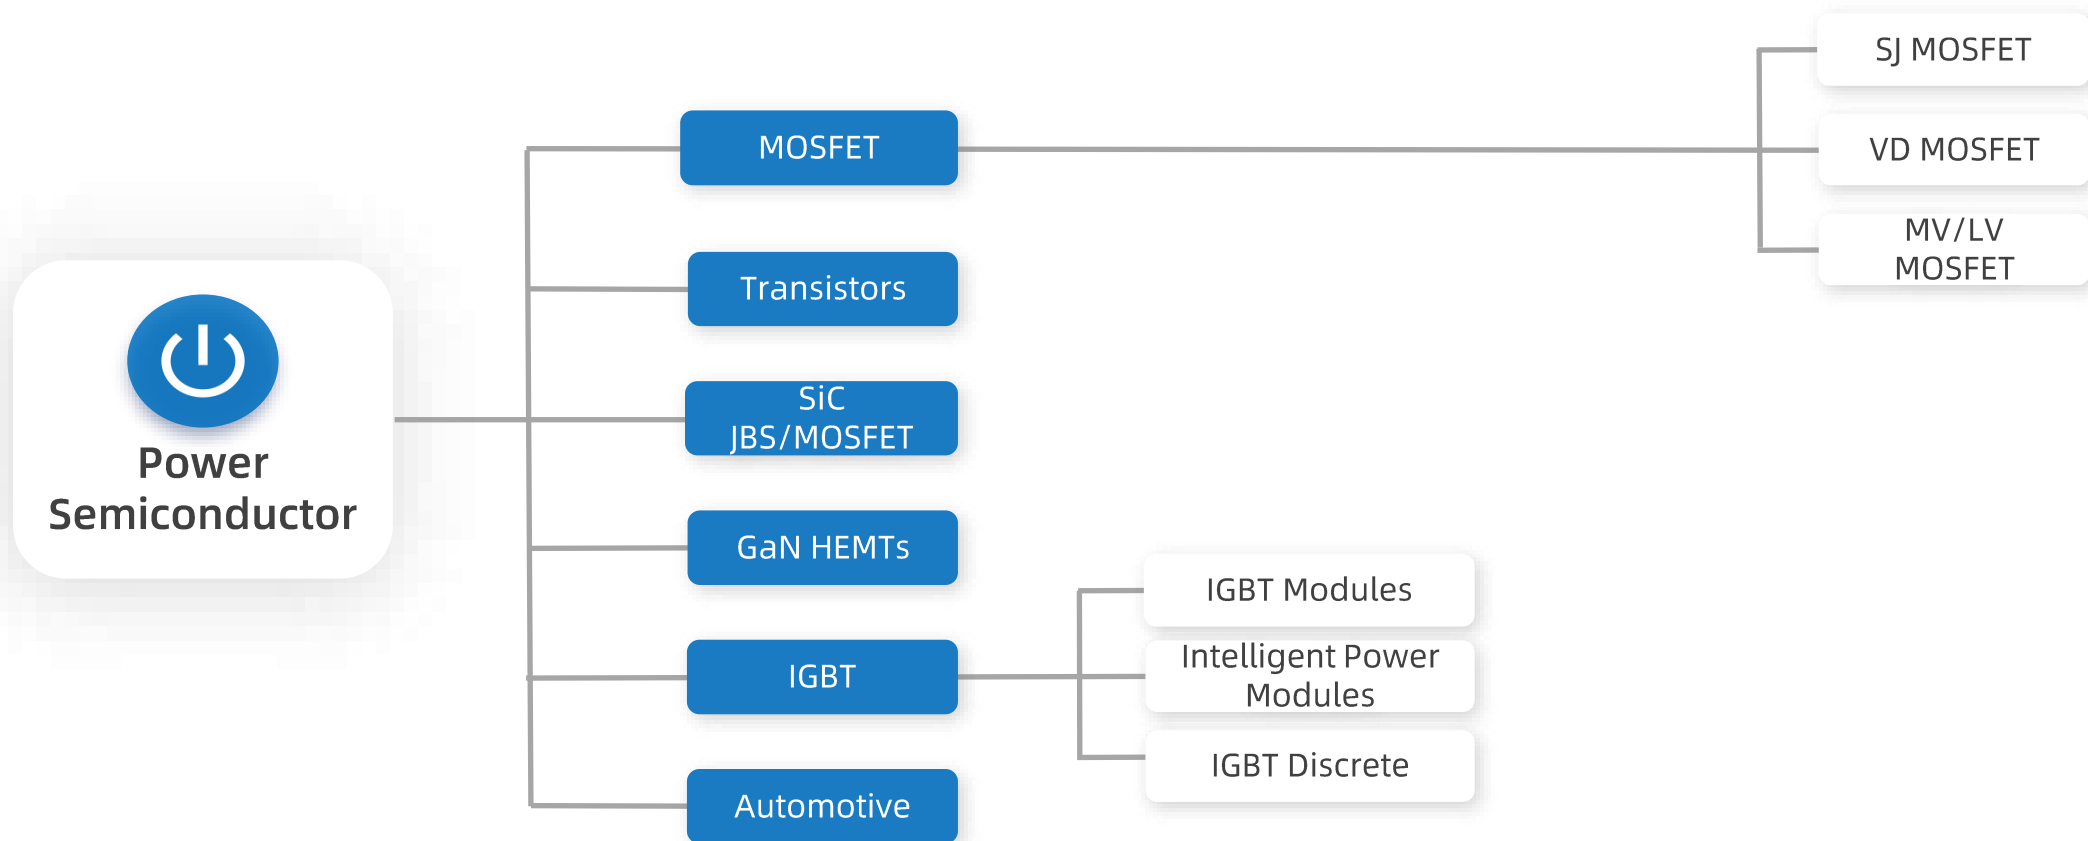 Power
Semiconductor
MOSFET
Transistors
SiC
JBS/MOSFET
GaN HEMTs
IGBT
Automotive
SJ MOSFET
VD MOSFET
MV/LV
MOSFET
IGBT Modules
Intelligent Power
Modules
IGBT Discrete